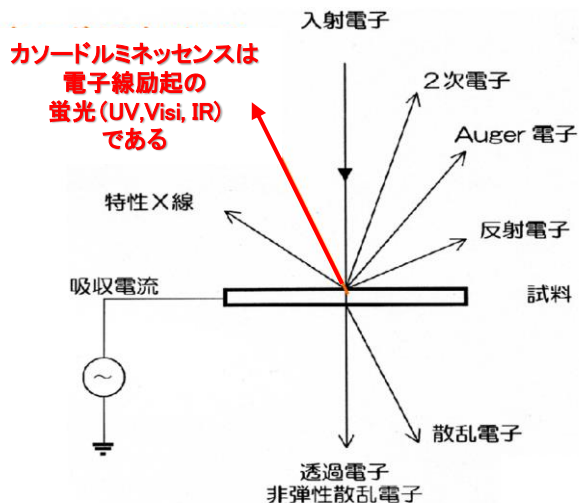 入射電子
カソードルミネッセンスは
電子線励起の
蛍光(UV,Visi, IR)
である
2次電子
Auger 電子
特性X線
反射電子
吸収電流
試料
~
散乱電子
透過電子
非弾性散乱電子